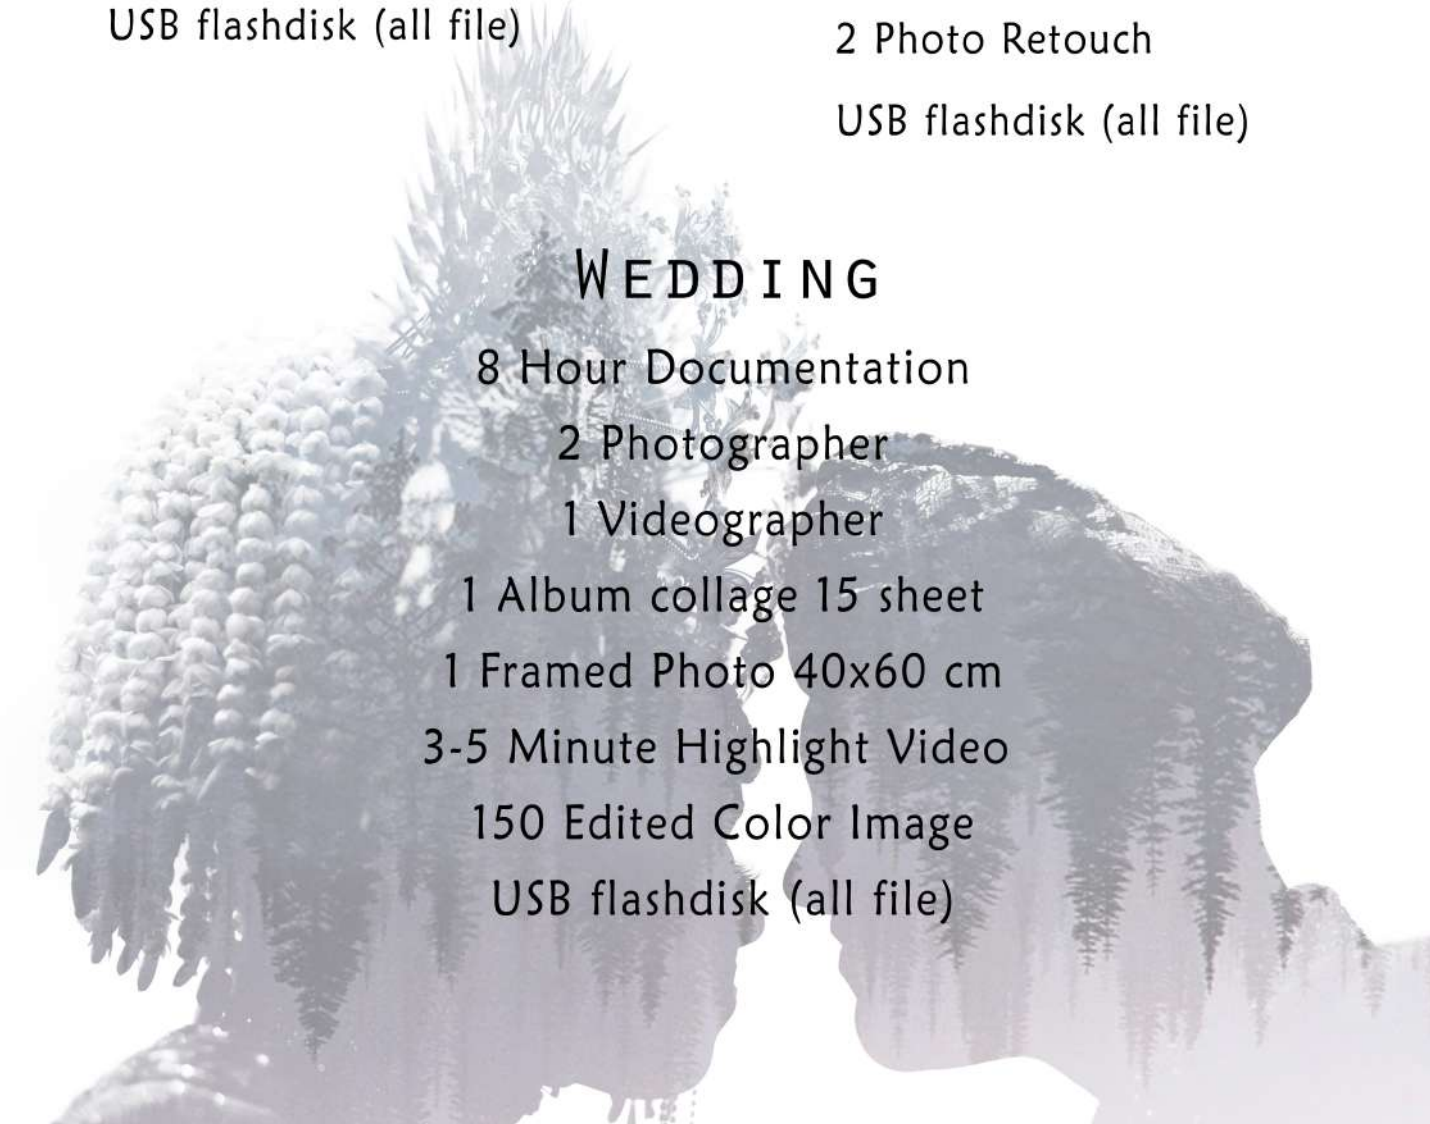 USB flashdisk (all file)
2 Photo Retouch
USB flashdisk (all file)
WEDDING
8 Hour Documentation
2 Photographer
1 Videographer
1 Album collage 15 sheet
1 Framed Photo 40x60 cm
3-5 Minute Highlight Video
150 Edited Color Image
USB flashdisk (all file)